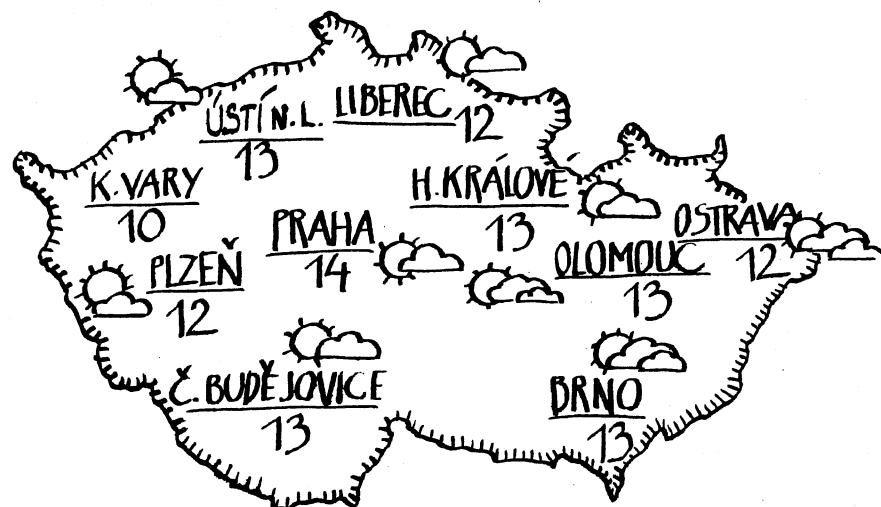 ÚSTÍ N.L.
13
LIBEREC
12
K.VARY
10
H.KRÁLOVÉ
13
PRAHA
14
OSTRAVA
12
PLZEŇ
12
OLOMOUC
13
Č.BUDĚJOVICE
13
BRNO
13